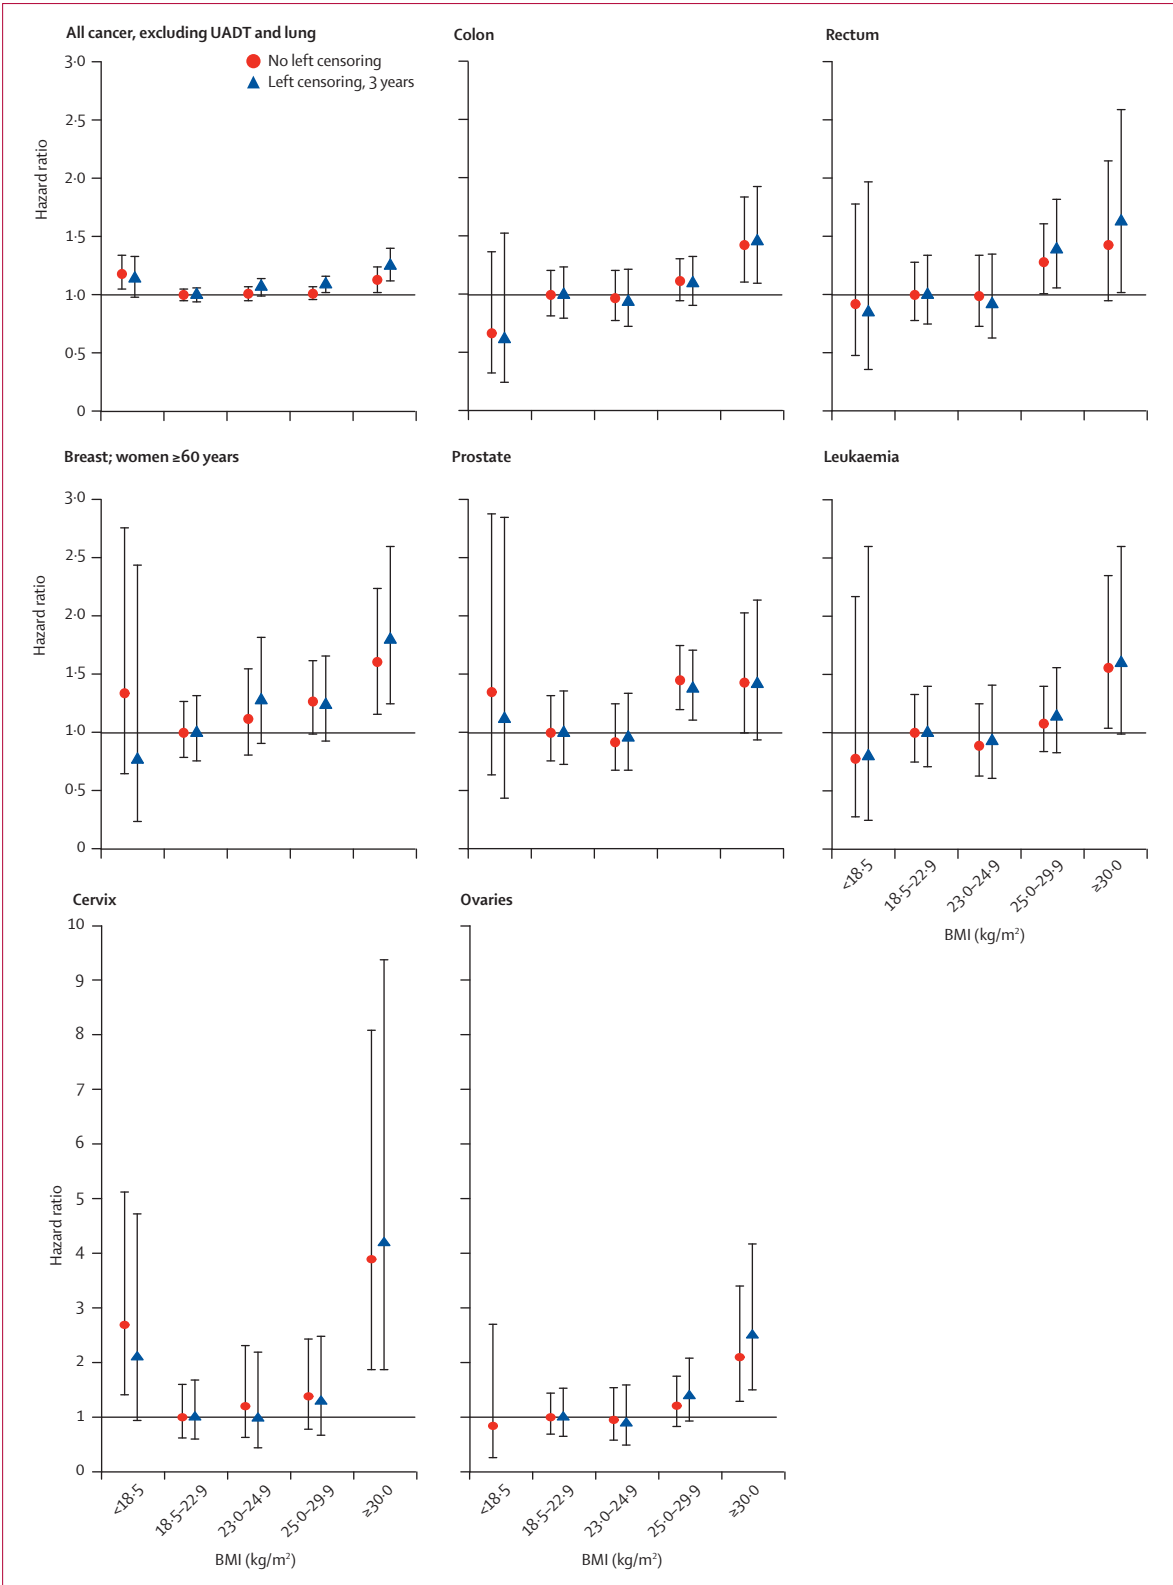 All cancer, excluding UADT and lung
Colon
Rectum
No left censoring
Left censoring, 3 years
Hazard ratio
3·0
2·5
2·0
1·5
1·0
0·5
0
Breast; women ≥60 years
Prostate
Leukaemia
Hazard ratio
3·0
2·5
2·0
1·5
1·0
0·5
0
<18·5
18·5–22·9
23·0–24·9
25·0–29·9
≥30·0
BMI (kg/m²)
Cervix
Ovaries
Hazard ratio
10
9
8
7
6
5
4
3
2
1
0
<18·5
18·5–22·9
23·0–24·9
25·0–29·9
≥30·0
BMI (kg/m²)
<18·5
18·5–22·9
23·0–24·9
25·0–29·9
≥30·0
BMI (kg/m²)